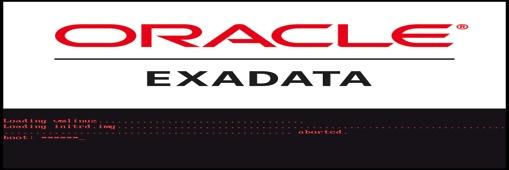 ORACLE®
EXADATA
Loading vmlinuz..................................
Loading initrd.img......................................................................
................................................ aborted.
boot: ******_